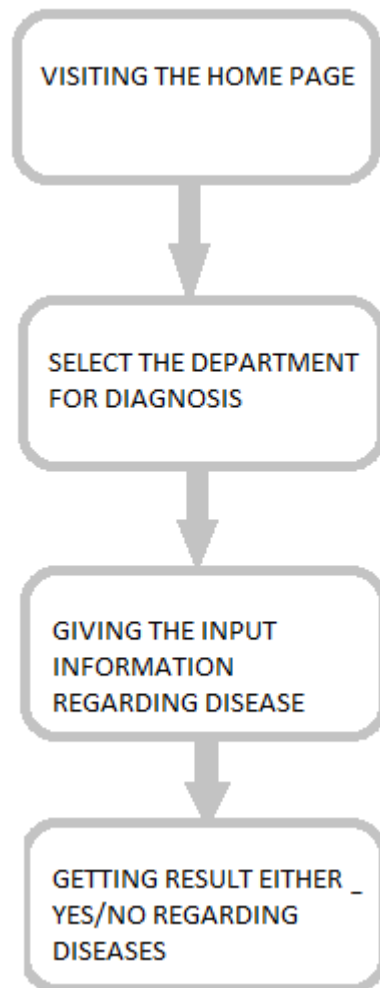 VISITING THE HOME PAGE
SELECT THE DEPARTMENT
FOR DIAGNOSIS
GIVING THE INPUT
INFORMATION
REGARDING DISEASE
GETTING RESULT EITHER _
YES/NO REGARDING
DISEASES